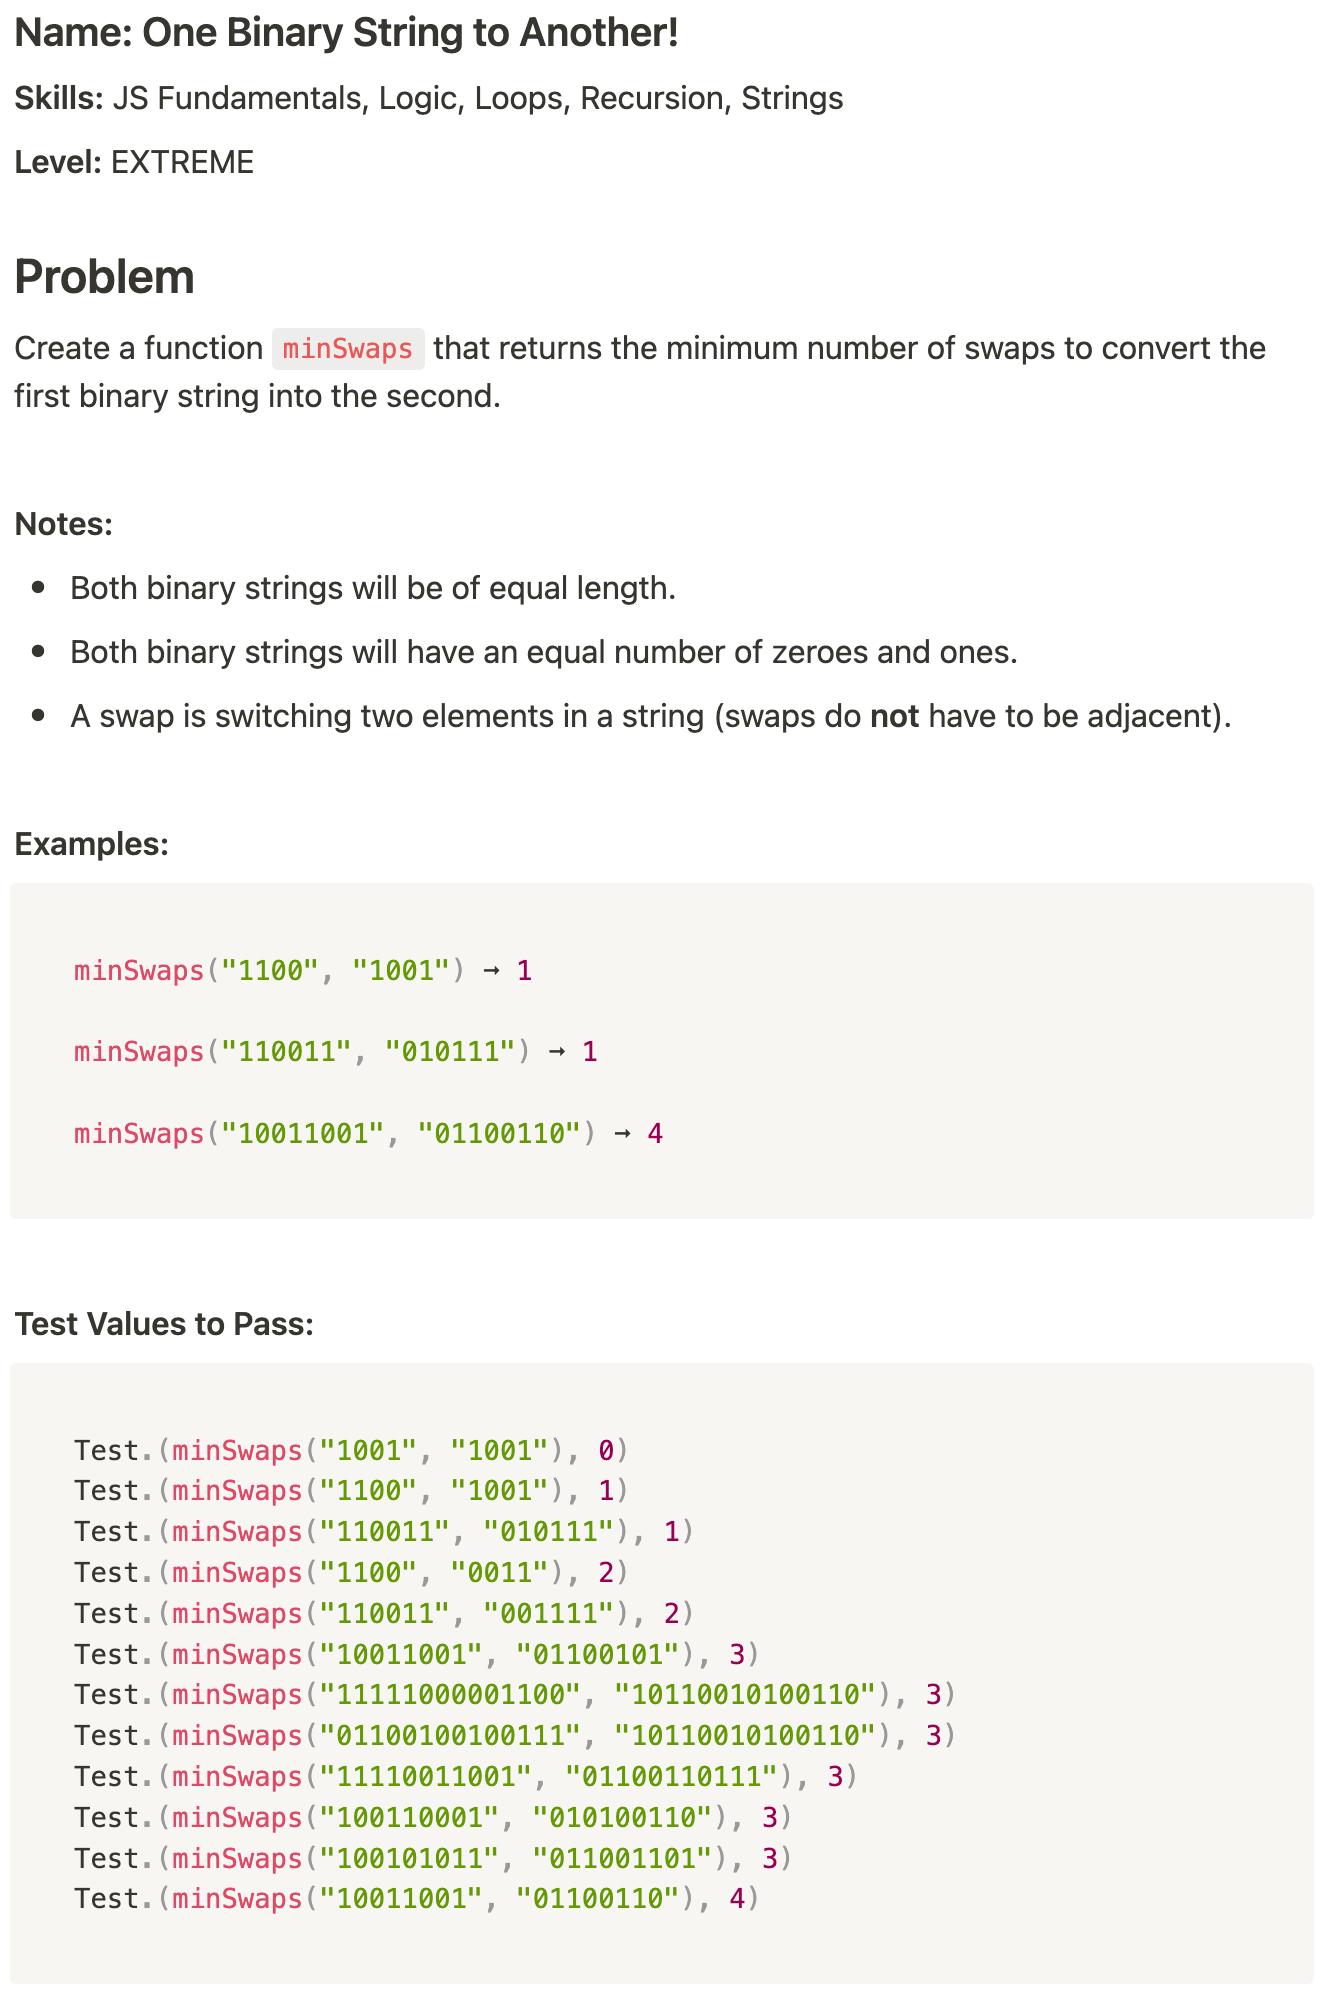 Name: One Binary String to Another!
Skills: JS Fundamentals, Logic, Loops, Recursion, Strings
Level: EXTREME
Problem
Create a function minSwaps that returns the minimum number of swaps to convert the
first binary string into the second.
Notes:
• Both binary strings will be of equal length.
• Both binary strings will have an equal number of zeroes and ones.
• A swap is switching two elements in a string (swaps do not have to be adjacent).
Examples:
minSwaps("1100", "1001") → 1
minSwaps("110011", "010111") → 1
minSwaps("10011001", "01100110") → 4
Test Values to Pass:
Test.(minSwaps("1001", "1001"), 0)
Test.(minSwaps("1100", "1001"), 1)
Test.(minSwaps("110011", "010111"), 1)
Test.(minSwaps("1100", "0011"), 2)
Test.(minSwaps("110011", "001111"), 2)
Test.(minSwaps("10011001", "01100101"), 3)
Test.(minSwaps("11111000001100", "10110010100110"), 3)
Test.(minSwaps("01100100100111", "10110010100110"), 3)
Test.(minSwaps("11110011001", "01100110111"), 3)
Test.(minSwaps("100110001", "010100110"), 3)
Test.(minSwaps("100101011", "011001101"), 3)
Test.(minSwaps("10011001", "01100110"), 4)